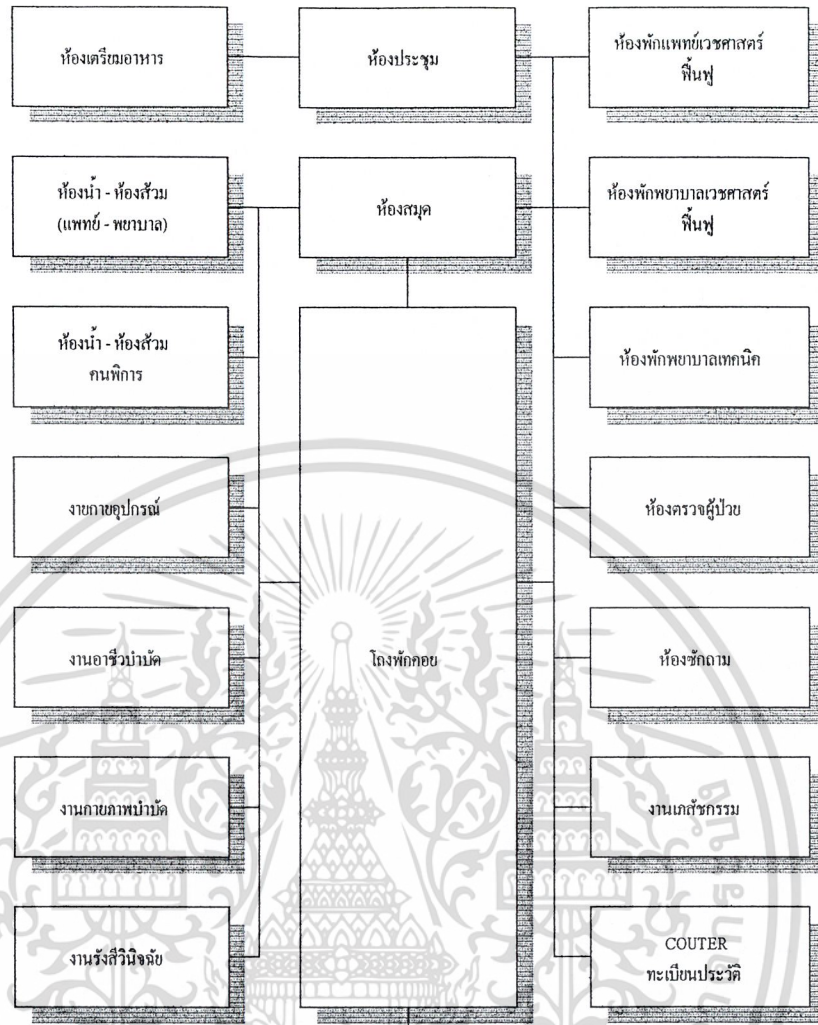 ห้องเตรียมอาหาร
ห้องประชุม
ห้องพักแพทย์เวชศาสตร์
ฟื้นฟู
ห้องน้ำ - ห้องส้วม
(แพทย์ - พยาบาล)
ห้องสมุด
ห้องพักพยาบาลเวชศาสตร์
ฟื้นฟู
ห้องน้ำ - ห้องส้วม
คนพิการ
ห้องพักพยาบาลเทคนิค
งายกายอุปกรณ์
ห้องตรวจผู้ป่วย
งานอาชีวบำบัด
โถงพักคอย
ห้องซักถาม
งานกายภาพบำบัด
งานเภสัชกรรม
งานรังสีวินิจฉัย
COUTER
ทะเบียนประวัติ